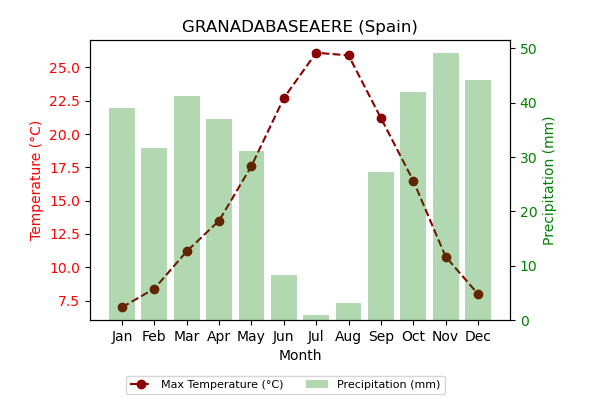 GRANADABASEAERE (Spain)
Temperature (°C)
25.0
22.5
20.0
17.5
15.0
12.5
10.0
7.5
50
40
30
20
10
0
Precipitation (mm)
Jan Feb Mar Apr May Jun Jul Aug Sep Oct Nov Dec
Month
Max Temperature (°C) Precipitation (mm)